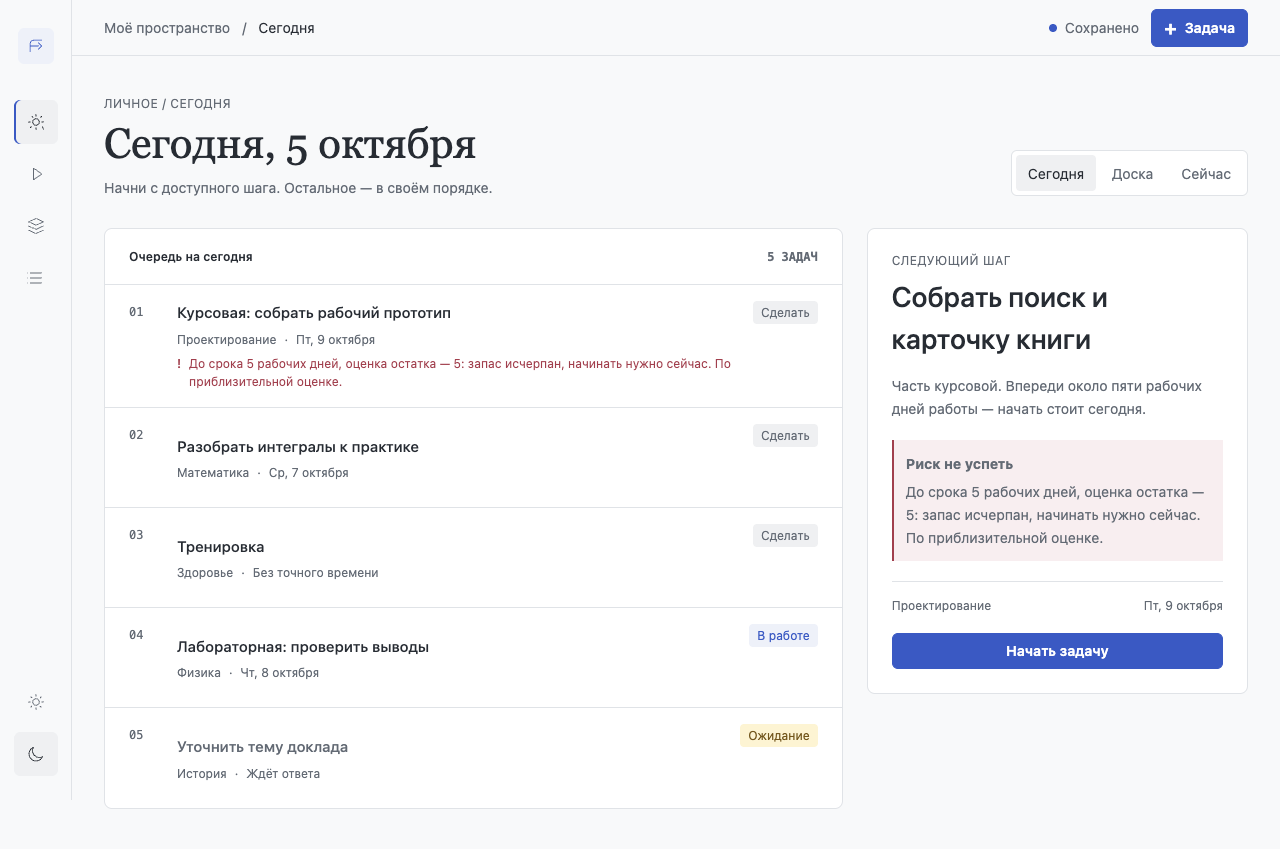 Моё пространство / Сегодня
Сохранено
+ Задача
ЛИЧНОЕ / СЕГОДНЯ
Сегодня, 5 октября
Начни с доступного шага. Остальное — в своём порядке.
Сегодня Доска Сейчас
Очередь на сегодня
5 ЗАДАЧ
01
Курсовая: собрать рабочий прототип
Сделать
Проектирование · Пт, 9 октября
! До срока 5 рабочих дней, оценка остатка — 5: запас исчерпан, начинать нужно сейчас. По
приблизительной оценке.
02
Разобрать интегралы к практике
Сделать
Математика · Ср, 7 октября
03
Тренировка
Сделать
Здоровье · Без точного времени
04
Лабораторная: проверить выводы
В работе
Физика · Чт, 8 октября
05
Уточнить тему доклада
Ожидание
История · Ждёт ответа
СЛЕДУЮЩИЙ ШАГ
Собрать поиск и
карточку книги
Часть курсовой. Впереди около пяти рабочих
дней работы — начать стоит сегодня.
Риск не успеть
До срока 5 рабочих дней, оценка остатка —
5: запас исчерпан, начинать нужно сейчас.
По приблизительной оценке.
Проектирование
Пт, 9 октября
Начать задачу